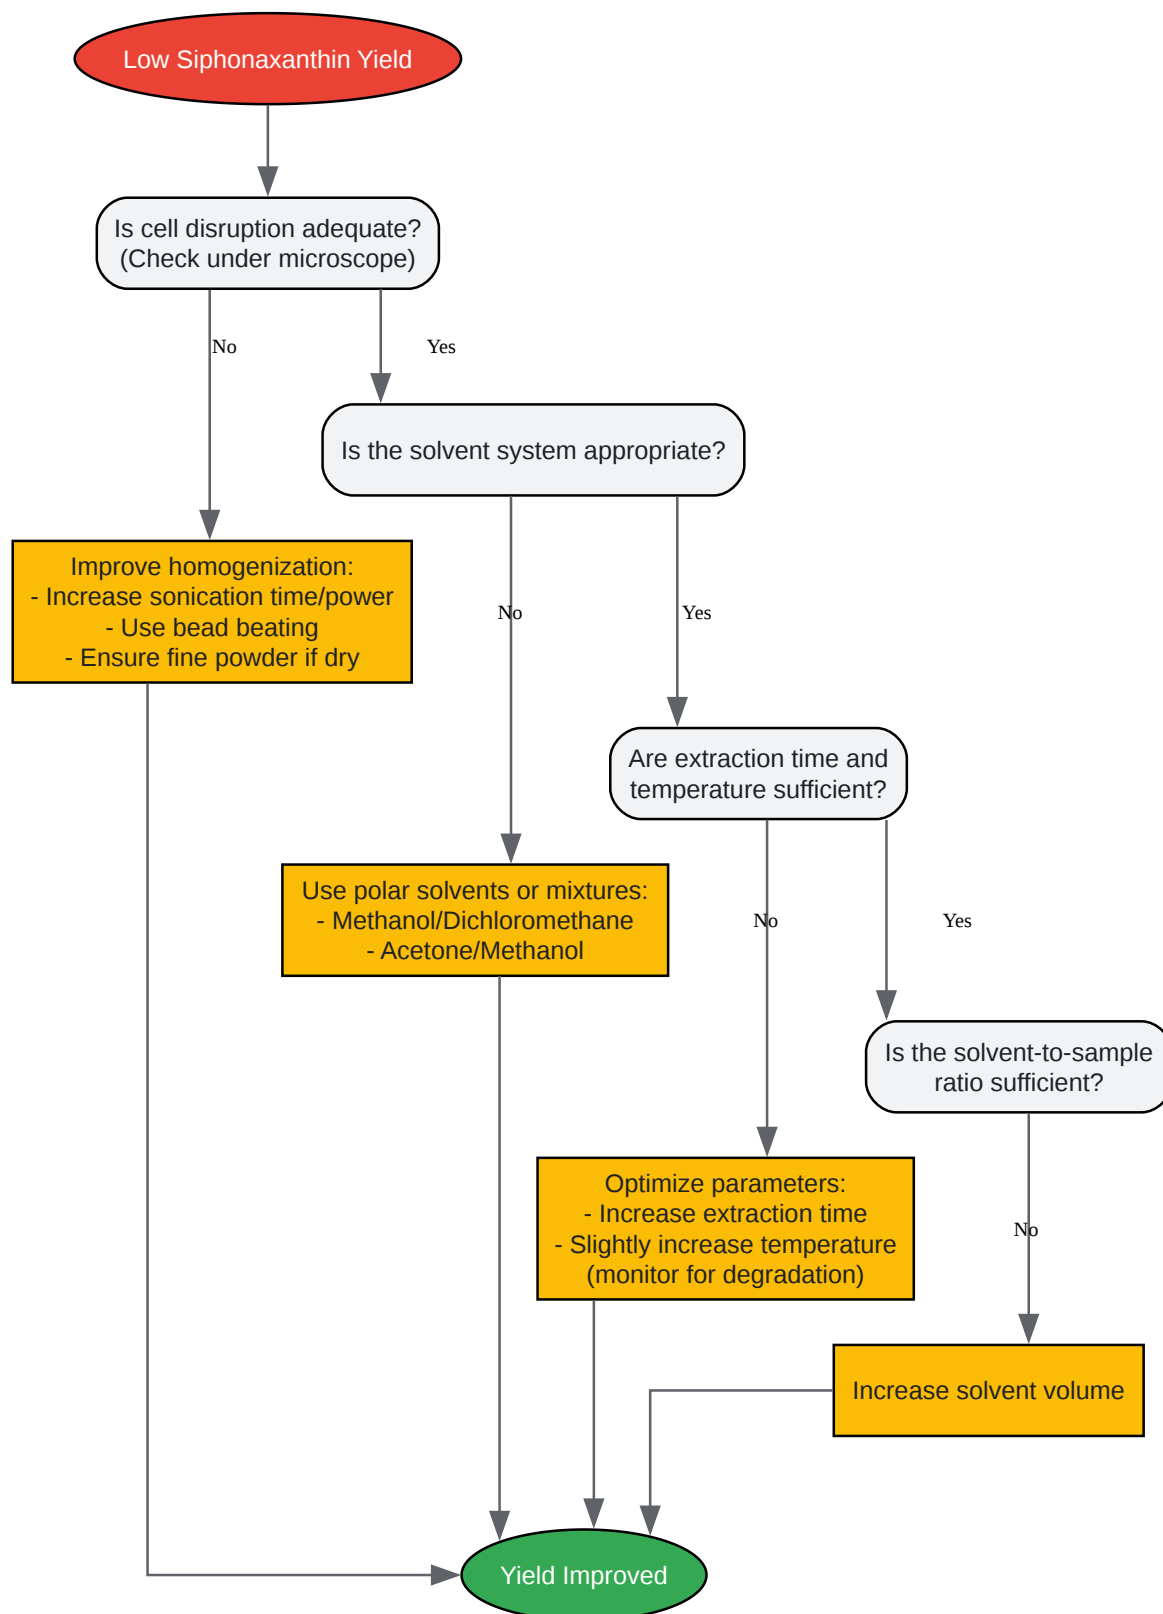 Low Siphonaxanthin Yield
Is cell disruption adequate?
(Check under microscope)
No
Yes
Is the solvent system appropriate?
Improve homogenization:
- Increase sonication time/power
- Use bead beating
- Ensure fine powder if dry
No
Yes
Are extraction time and
temperature sufficient?
Use polar solvents or mixtures:
- Methanol/Dichloromethane
- Acetone/Methanol
No
Yes
Is the solvent-to-sample
ratio sufficient?
Optimize parameters:
- Increase extraction time
- Slightly increase temperature
(monitor for degradation)
No
Increase solvent volume
Yield Improved